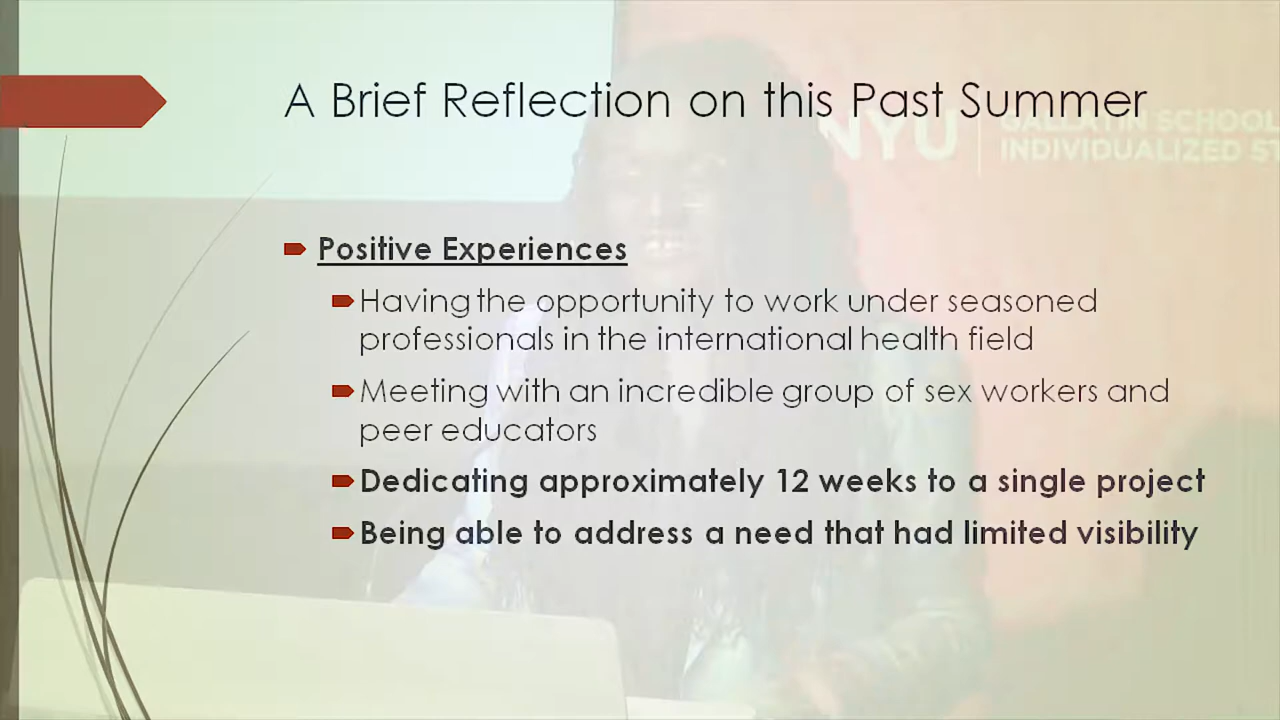 A Brief Reflection on this Past Summer
NYU
GALLATIN SCHOOL
INDIVIDUALIZED ST
Positive Experiences
Having the opportunity to work under seasoned
professionals in the international health field
Meeting with an incredible group of sex workers and
peer educators
Dedicating approximately 12 weeks to a single project
Being able to address a need that had limited visibility